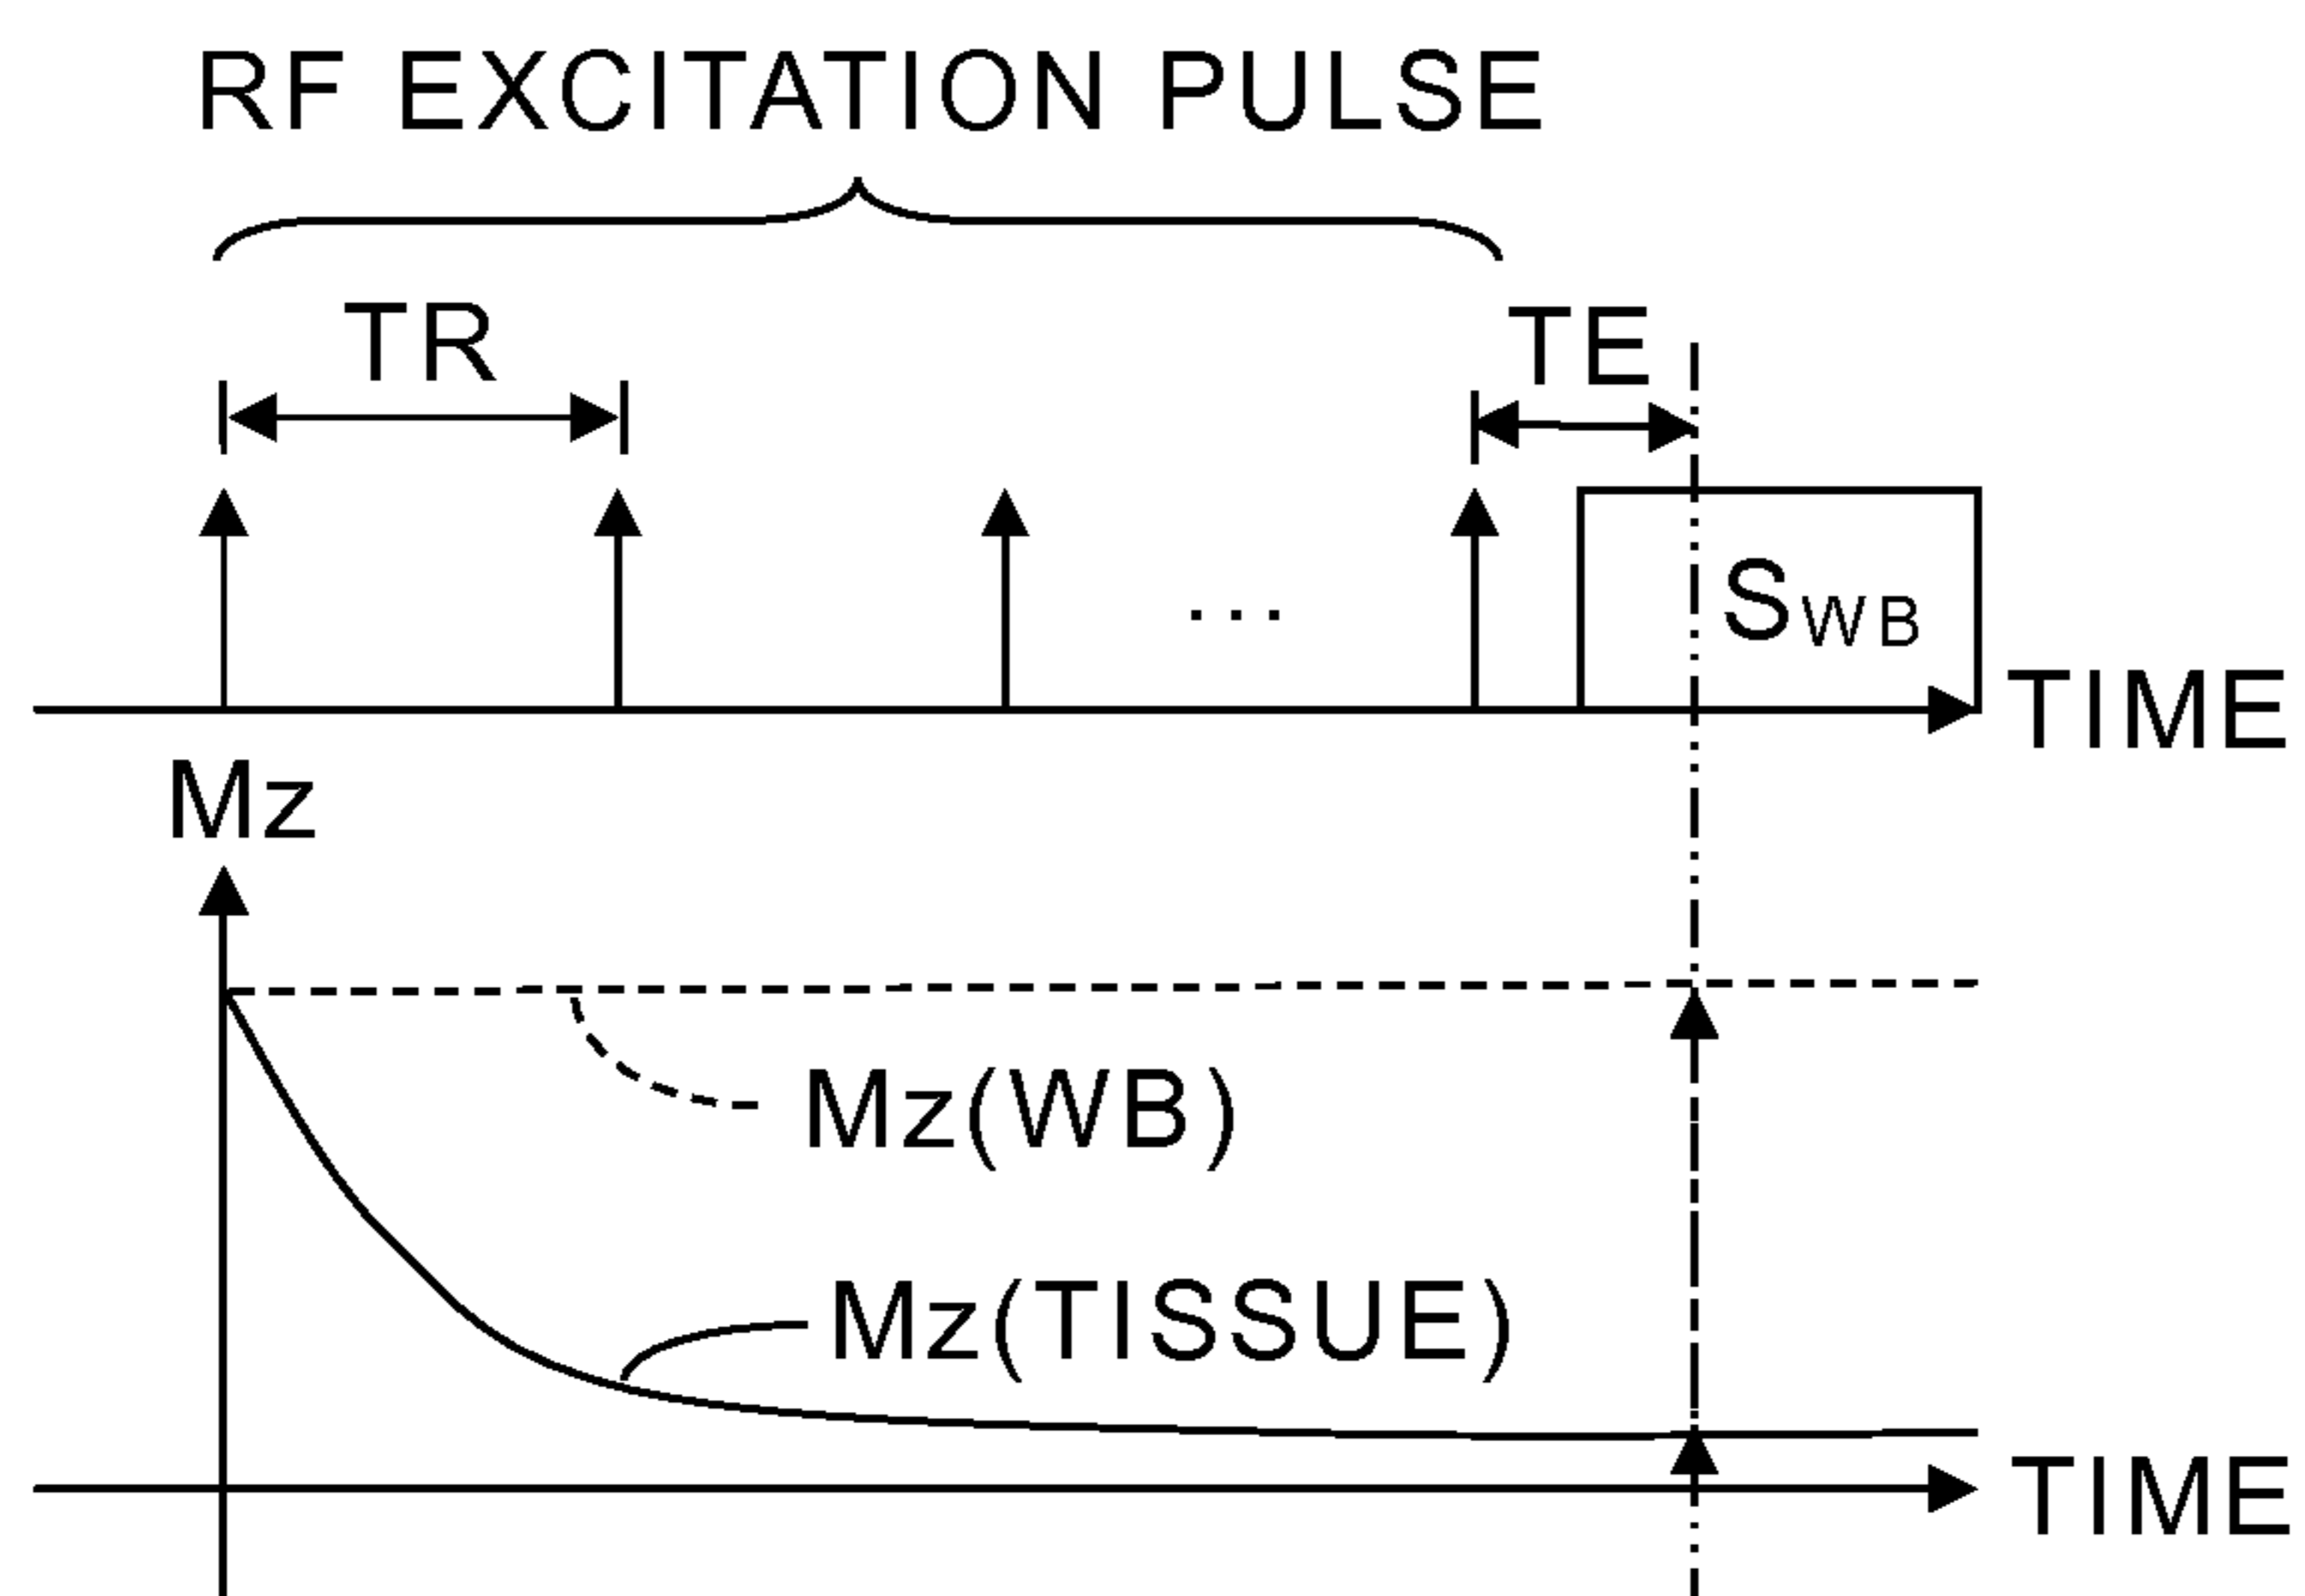 RF EXCITATION PULSE
TR
TE
...
SWB
TIME
Mz
Mz(WB)
Mz(TISSUE)
TIME